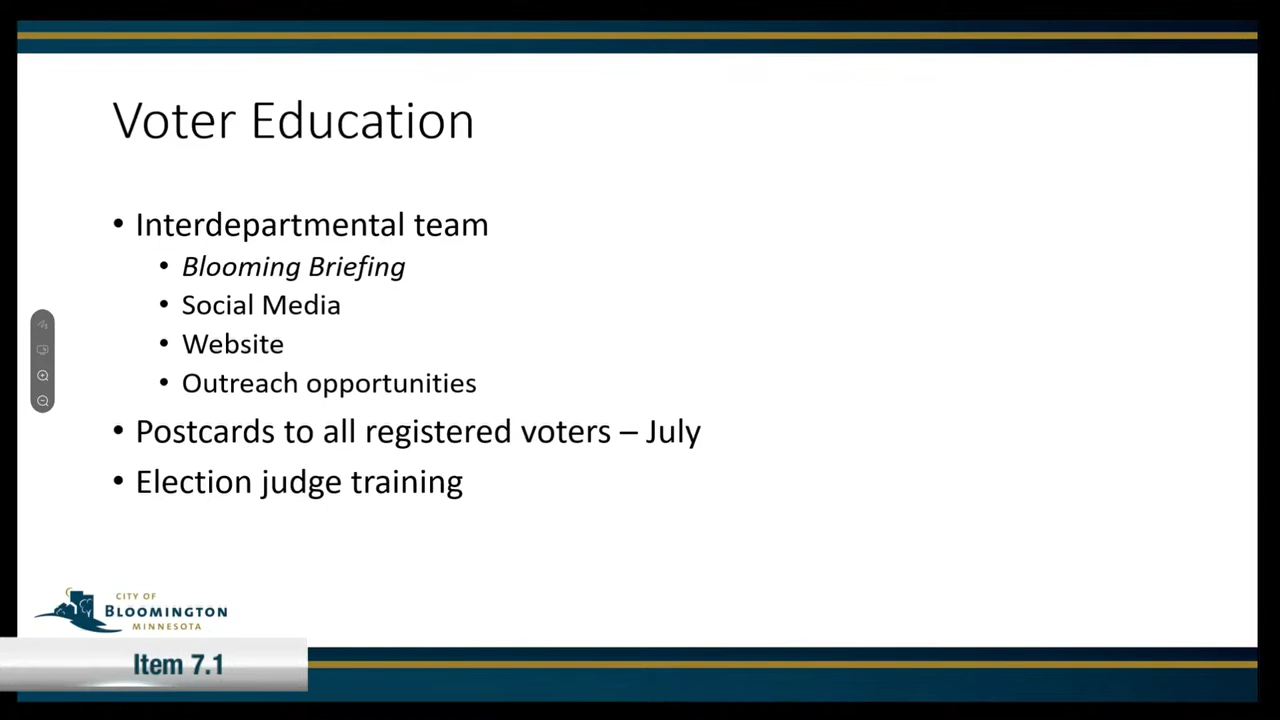 Voter Education
• Interdepartmental team
• Blooming Briefing
• Social Media
• Website
• Outreach opportunities
• Postcards to all registered voters – July
• Election judge training
CITY OF
BLOOMINGTON
MINNESOTA
Item 7.1